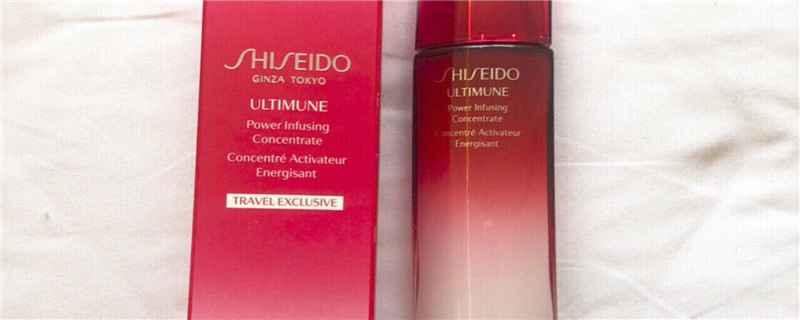 SHISEIDO
GINZA TOKYO
ULTIMUNE
Power Infusing
Concentrate
Concentré Activateur
Energisant
TRAVEL EXCLUSIVE
SHISEIDO
ULTIMUNE
Power Infusing
Concentrate
Concentré Activateur
Energisant